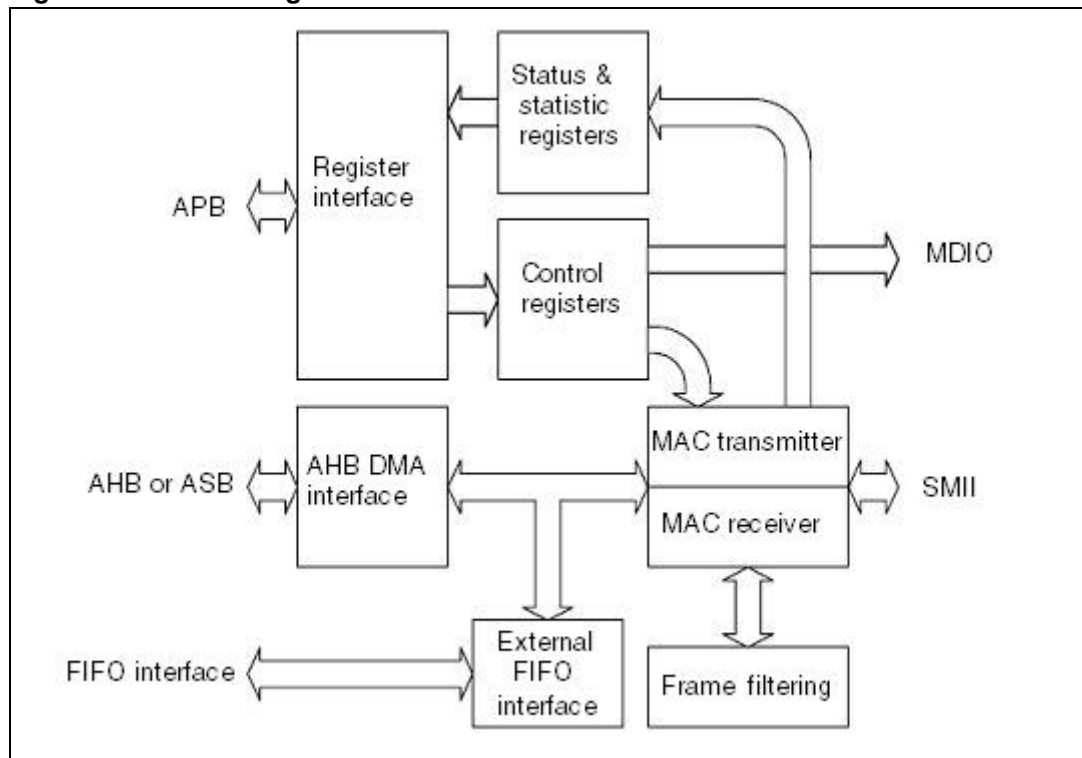 Status &
statistic
registers
Register
interface
APB
MDIO
Control
registers
MAC transmitter
AHB or ASB
AHB DMA
interface
SMII
MAC receiver
External
FIFO
interface
FIFO interface
Frame filtering